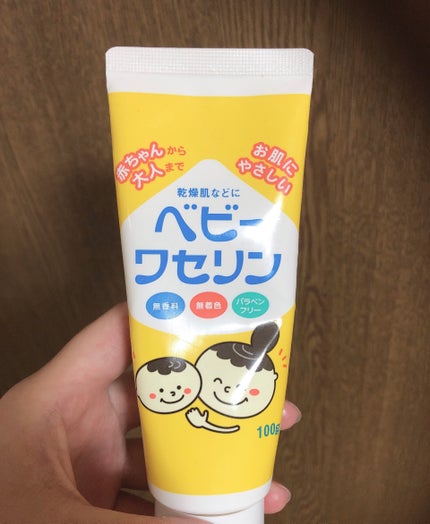 赤ちゃんから
大人まで
お肌に
やさしい
乾燥肌などに
ベビー
ワセリン
無香料
無着色
パラベン
フリー
100g